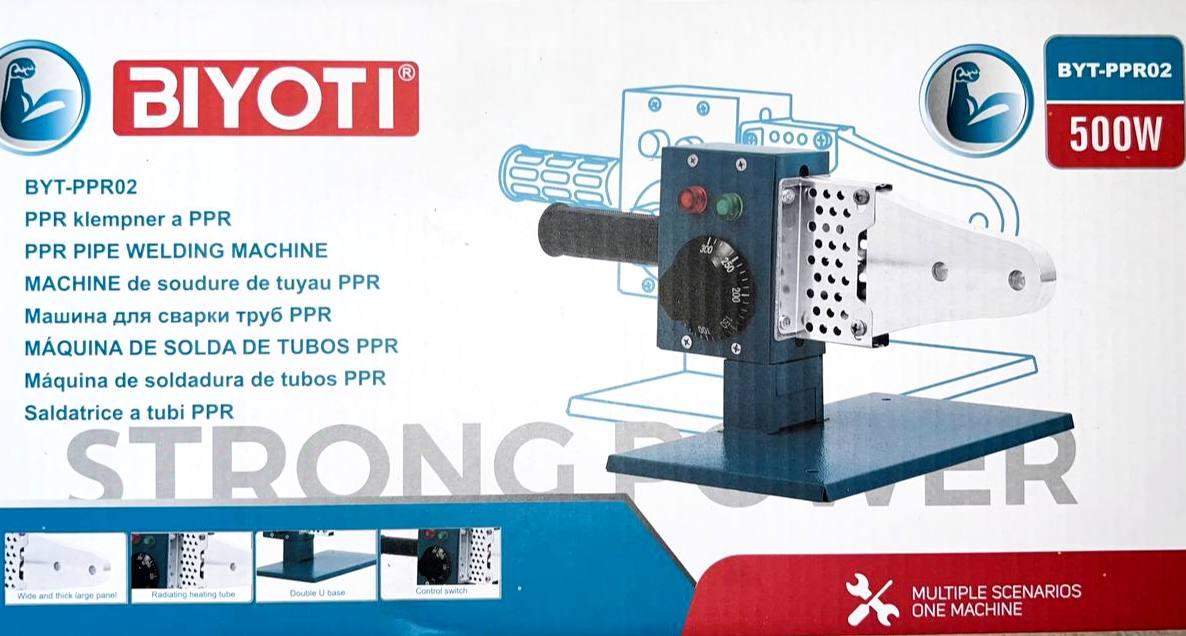 BIYOTI®
BYT-PPR02
500W
BYT-PPR02
PPR klempner a PPR
PPR PIPE WELDING MACHINE
MACHINE de soudure de tuyau PPR
Машина для сварки труб PPR
MÁQUINA DE SOLDA DE TUBOS PPR
Máquina de soldadura de tubos PPR
Saldatrice a tubi PPR
300
250
200
150
100
STRONG POWER
Wide and thick large panel
Radiating heating tube
Double U base
Control switch
MULTIPLE SCENARIOS
ONE MACHINE